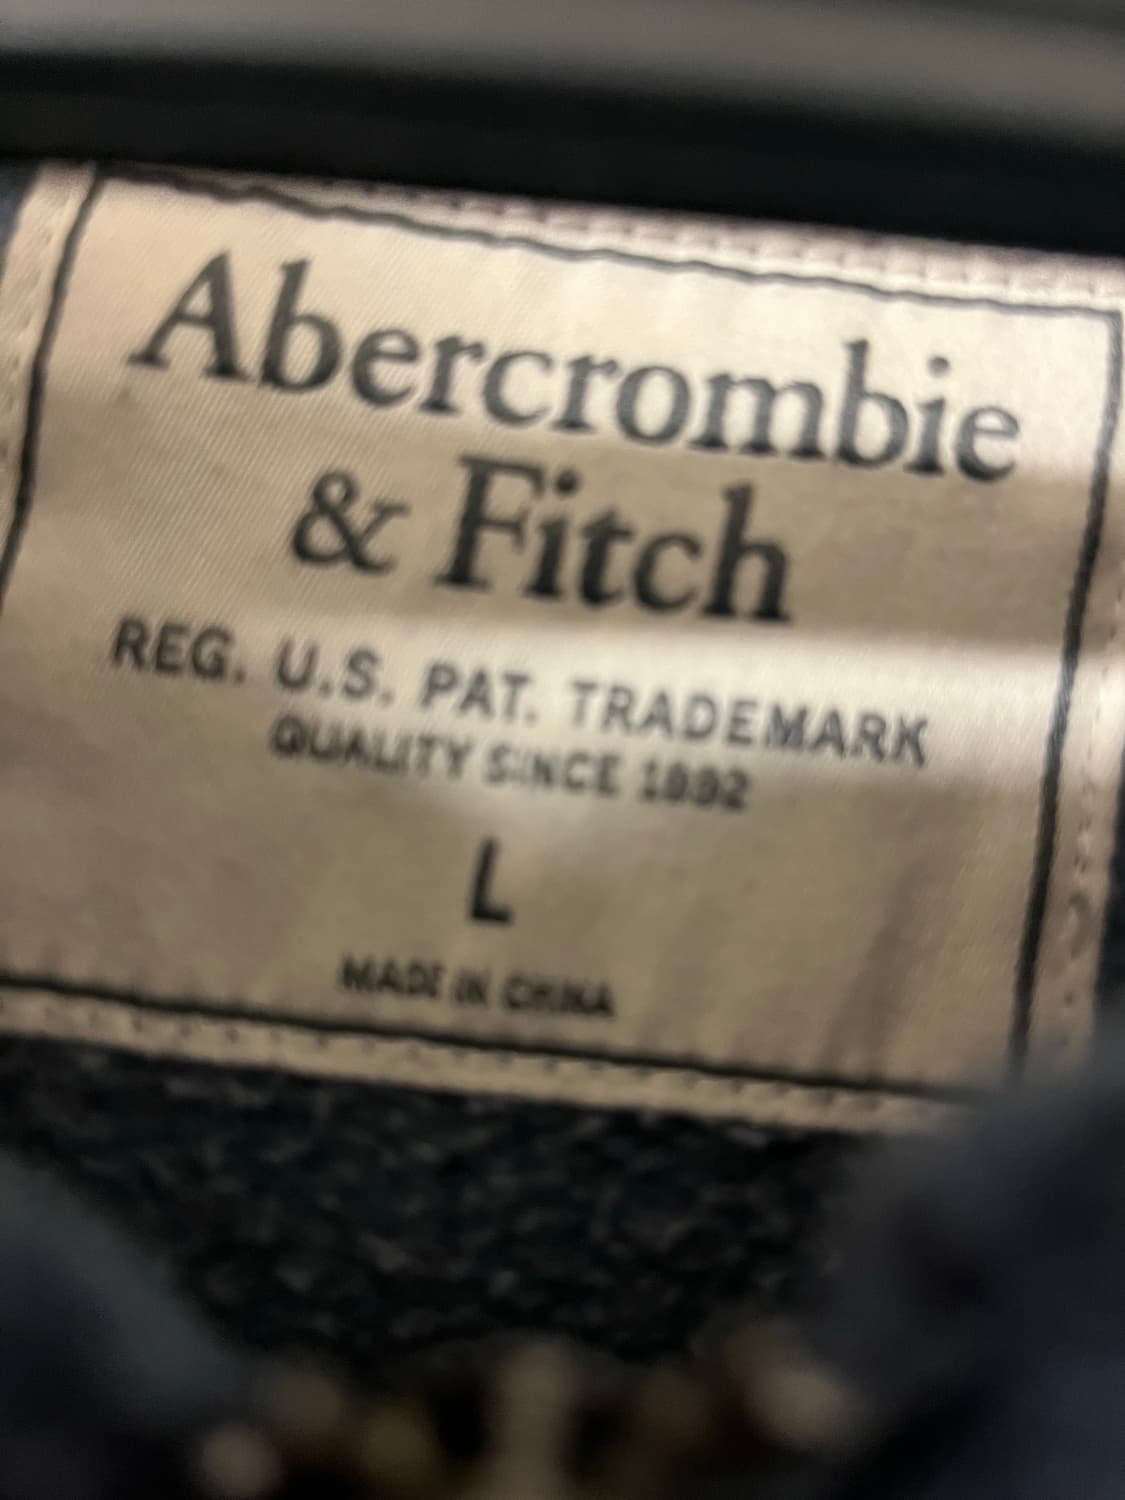 Abercrombie
& Fitch
REG. U.S. PAT. TRADEMARK
QUALITY SINCE 1892
L
MADE IN CHINA